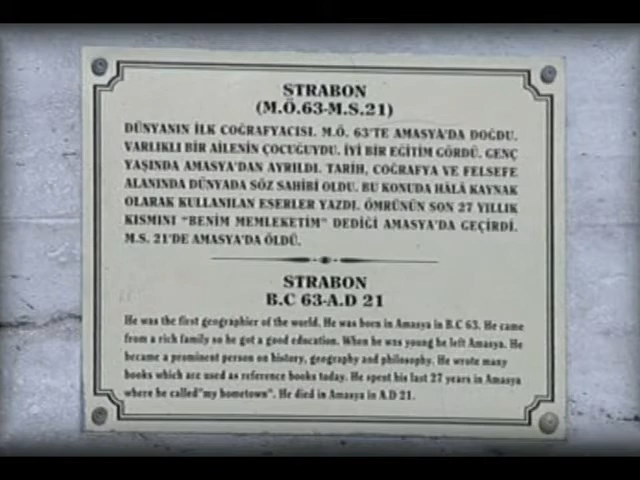 STRABON
(M.Ö.63-M.S.21)
DÜNYANIN İLK COĞRAFYACISI. M.Ö. 63'TE AMASYA'DA DOĞDU.
VARLIKLI BİR AİLENİN ÇOCUĞUYDU. İYİ BİR EĞİTİM GÖRDÜ. GENÇ
YAŞINDA AMASYA'DAN AYRILDI. TARİH, COĞRAFYA VE FELSEFE
ALANINDA DÜNYADA SÖZ SAHİBİ OLDU. BU KONUDA HÂLÂ KAYNAK
OLARAK KULLANILAN ESERLER YAZDI. ÖMRÜNÜN SON 27 YILLIK
KISMINI "BENİM MEMLEKETİM" DEDİĞİ AMASYA'DA GEÇİRDİ.
M.S. 21'DE AMASYA'DA ÖLDÜ.
STRABON
B.C 63-A.D 21
He was the first geographier of the world. He was born in Amasya in B.C 63. He came
from a rich family so he got a good education. When he was young he left Amasya. He
became a prominent person on history, geography and philosophy. He wrote many
books which are used as reference books today. He spent his last 27 years in Amasya
where he called"my hometown". He died in Amasya in A.D 21.